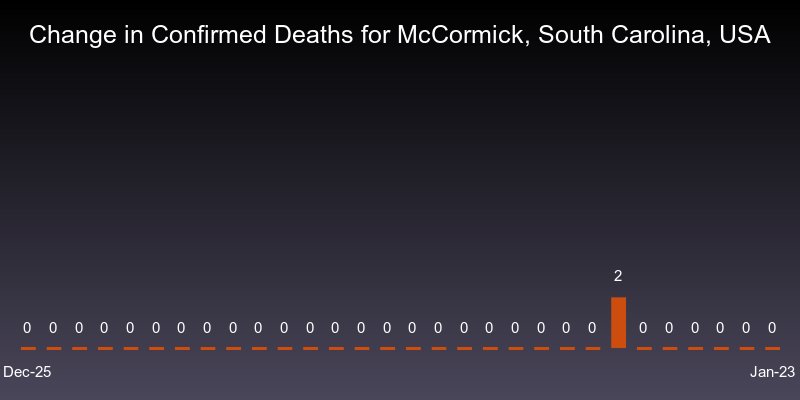 Change in Confirmed Deaths for McCormick, South Carolina, USA
2
0 0 0 0 0 0 0 0 0 0 0 0 0 0 0 0 0 0 0 0 0 0 0 0 0 0 0 0 0
Dec-25 Jan-23